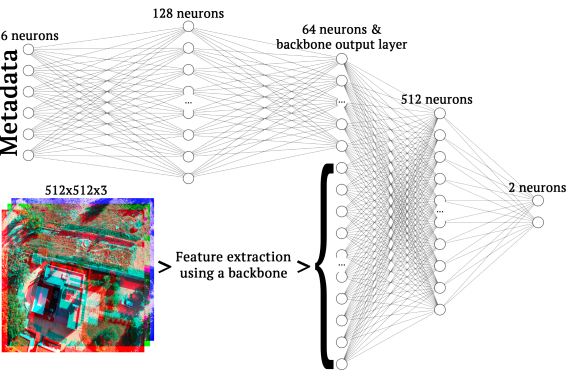 6 neurons
128 neurons
64 neurons &
backbone output layer
512 neurons
2 neurons
Metadata
...
...
...
...
512x512x3
> Feature extraction
using a backbone >